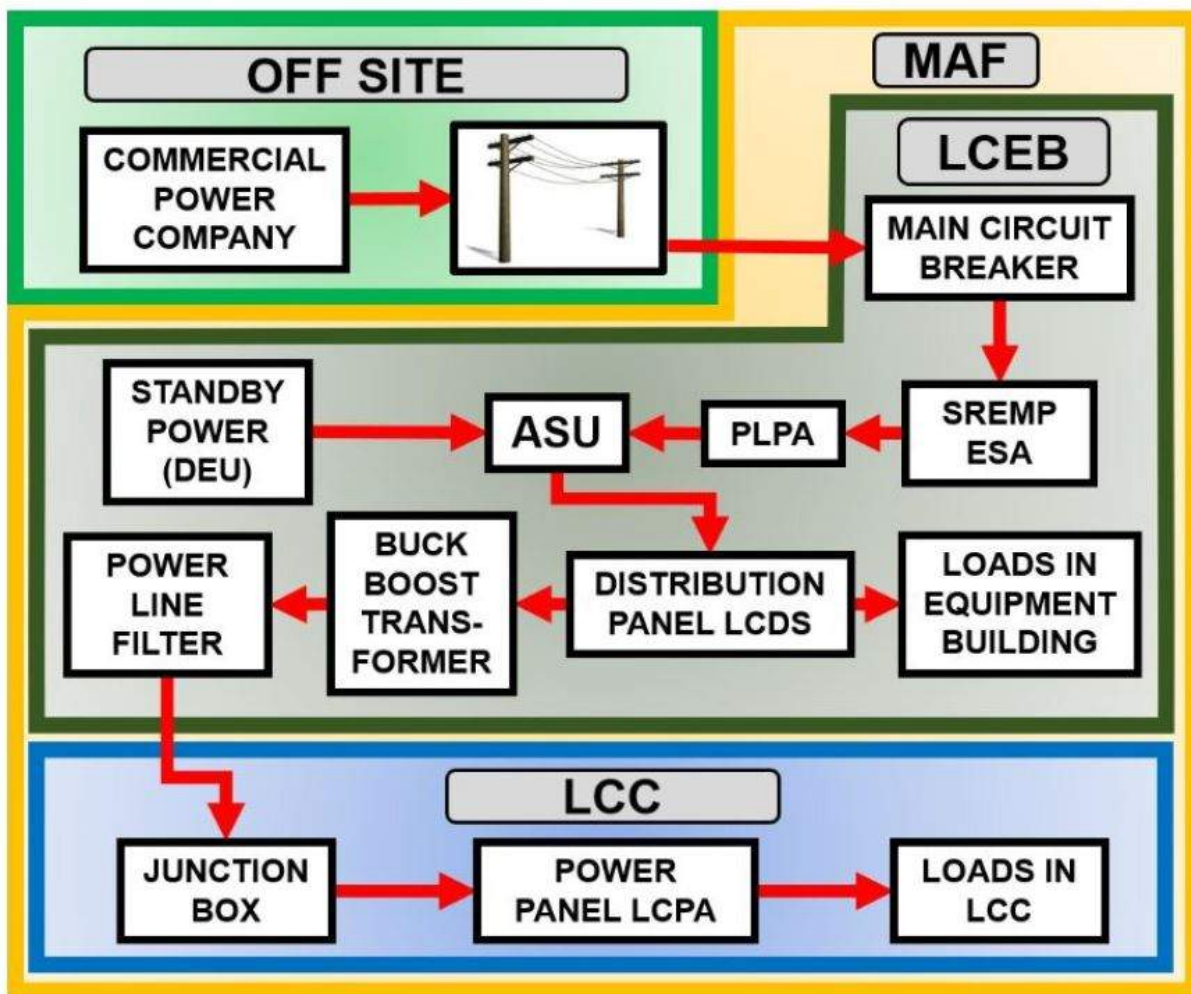 OFF SITE
MAF
COMMERCIAL
POWER
COMPANY
LCEB
MAIN CIRCUIT
BREAKER
STANDBY
POWER
(DEU)
ASU
PLPA
SREMP
ESA
POWER
LINE
FILTER
BUCK
BOOST
TRANS-
FORMER
DISTRIBUTION
PANEL LCDS
LOADS IN
EQUIPMENT
BUILDING
LCC
JUNCTION
BOX
POWER
PANEL LCPA
LOADS IN
LCC